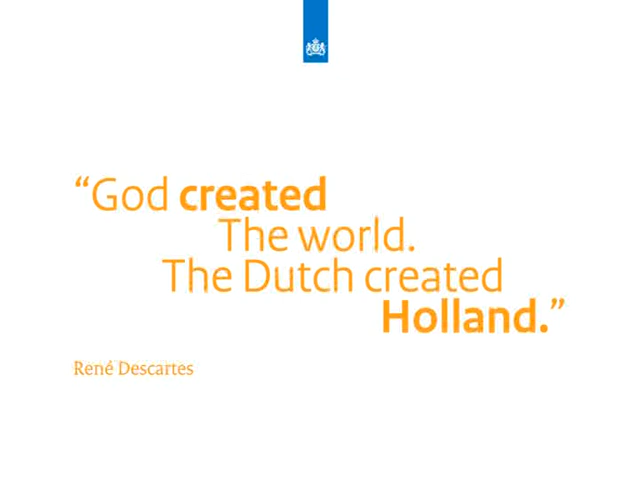 “God created
The world.
The Dutch created
Holland.”
René Descartes